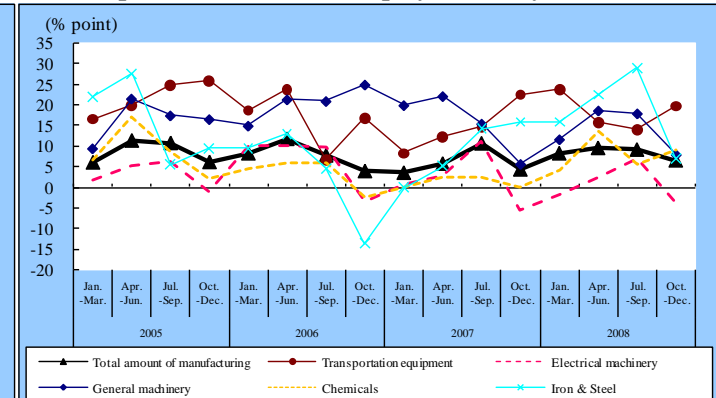 (% point)
35
30
25
20
15
10
5
0
-5
-10
-15
-20
Jan. Apr. Jul. Oct. Jan. Apr. Jul. Oct. Jan. Apr. Jul. Oct. Jan. Apr. Jul. Oct.
-Mar. -Jun. -Sep. -Dec. -Mar. -Jun. -Sep. -Dec. -Mar. -Jun. -Sep. -Dec. -Mar. -Jun. -Sep. -Dec.
2005 2006 2007 2008
Total amount of manufacturing Transportation equipment Electrical machinery
General machinery Chemicals Iron & Steel